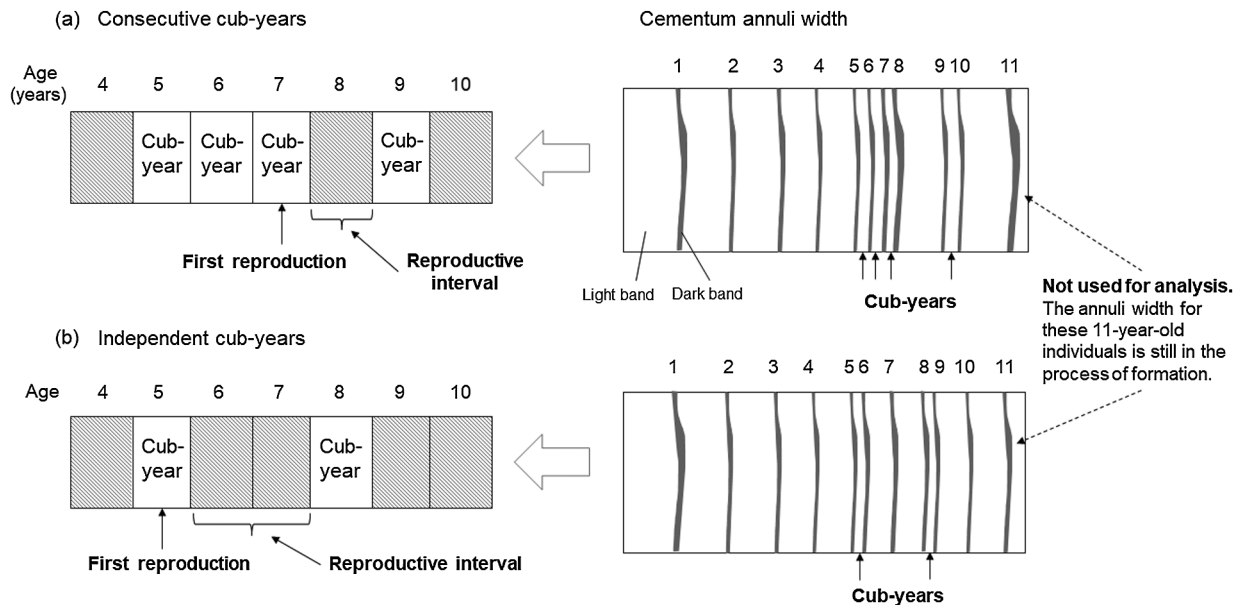 (a) Consecutive cub-years
Cementum annuli width
Age
(years)
4 5 6 7 8 9 10
Cub-
year
Cub-
year
Cub-
year
Cub-
year
First reproduction
Reproductive
interval
1 2 3 4 5 6 7 8 9 10 11
Light band
Dark band
Cub-years
Not used for analysis.
The annuli width for
these 11-year-old
individuals is still in the
process of formation.
(b) Independent cub-years
Age 4 5 6 7 8 9 10
Cub-
year
Cub-
year
First reproduction
Reproductive interval
1 2 3 4 5 6 7 8 9 10 11
Cub-years